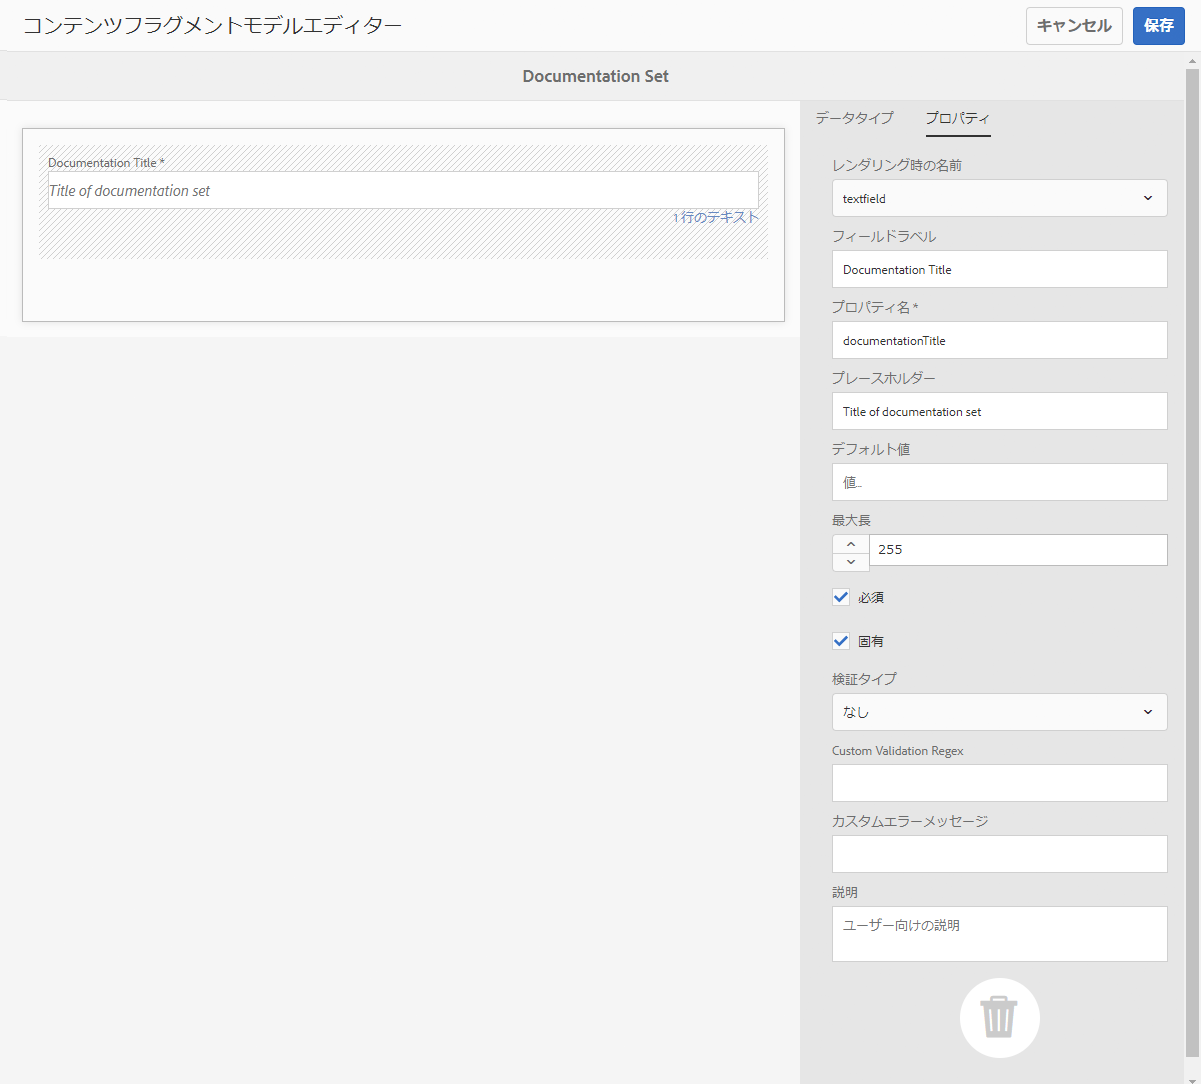 コンテンツフラグメントモデルエディター
キャンセル
保存
Documentation Set
Documentation Title *
Title of documentation set
1 行のテキスト
データタイプ
プロパティ
レンダリング時の名前
textfield
フィールドラベル
Documentation Title
プロパティ名 *
documentationTitle
プレースホルダー
Title of documentation set
デフォルト値
値...
最大長
255
必須
固有
検証タイプ
なし
Custom Validation Regex
カスタムエラーメッセージ
説明
ユーザー向けの説明